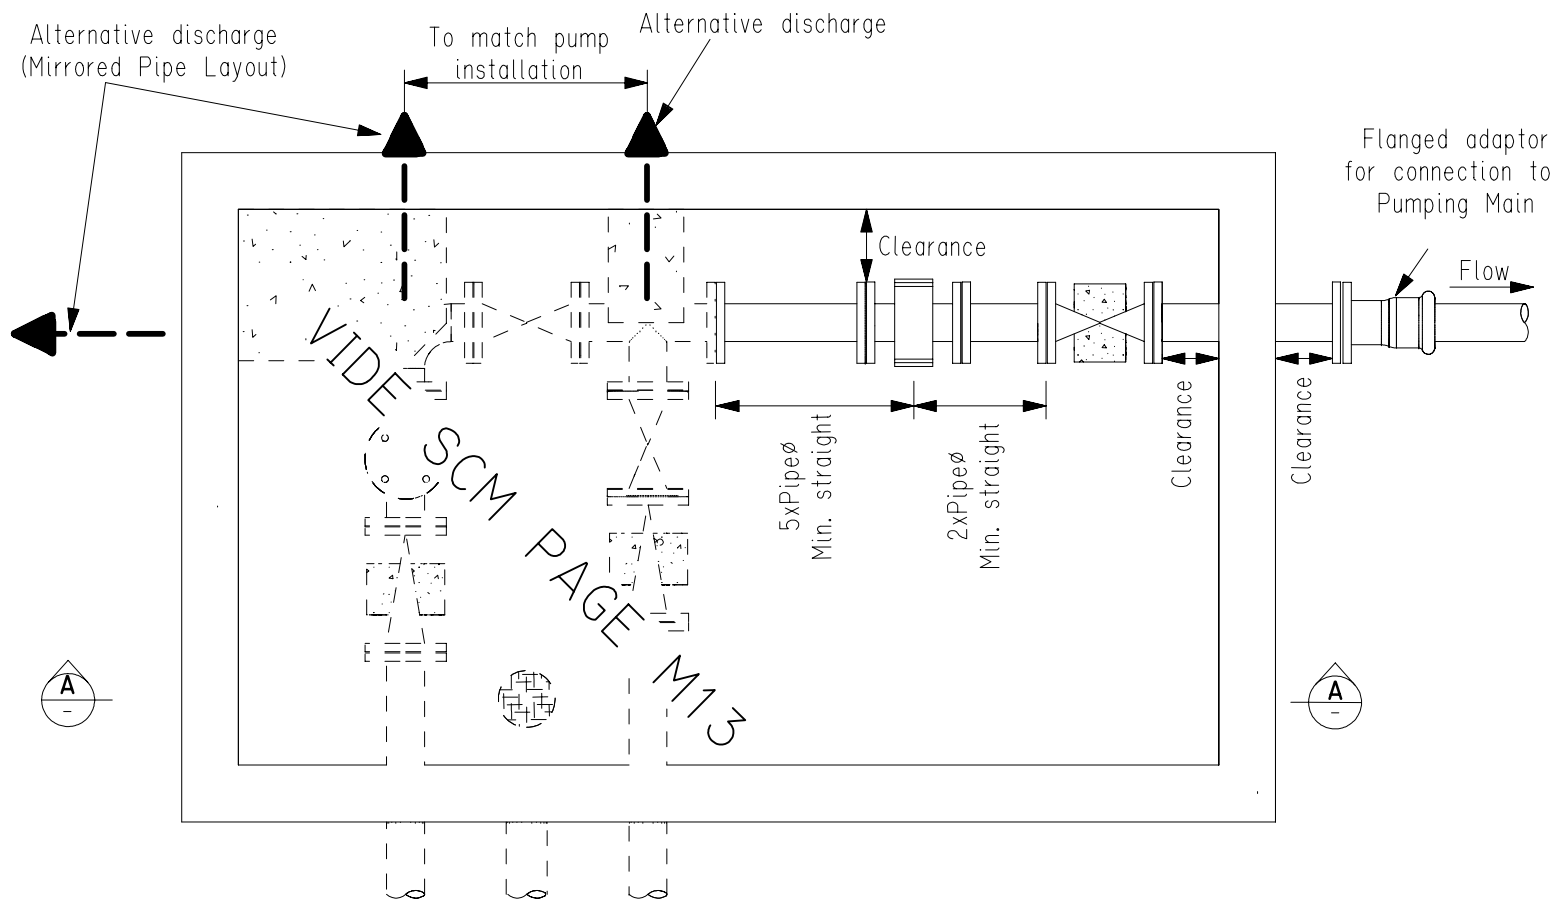 Alternative discharge
(Mirrored Pipe Layout)
To match pump
installation
Alternative discharge
Flanged adaptor
for connection to
Pumping Main
Clearance
Flow
VIDE SCM PAGE M13
5xPipeø
Min. straight
2xPipeø
Min. straight
Clearance
Clearance
A
-
A
-